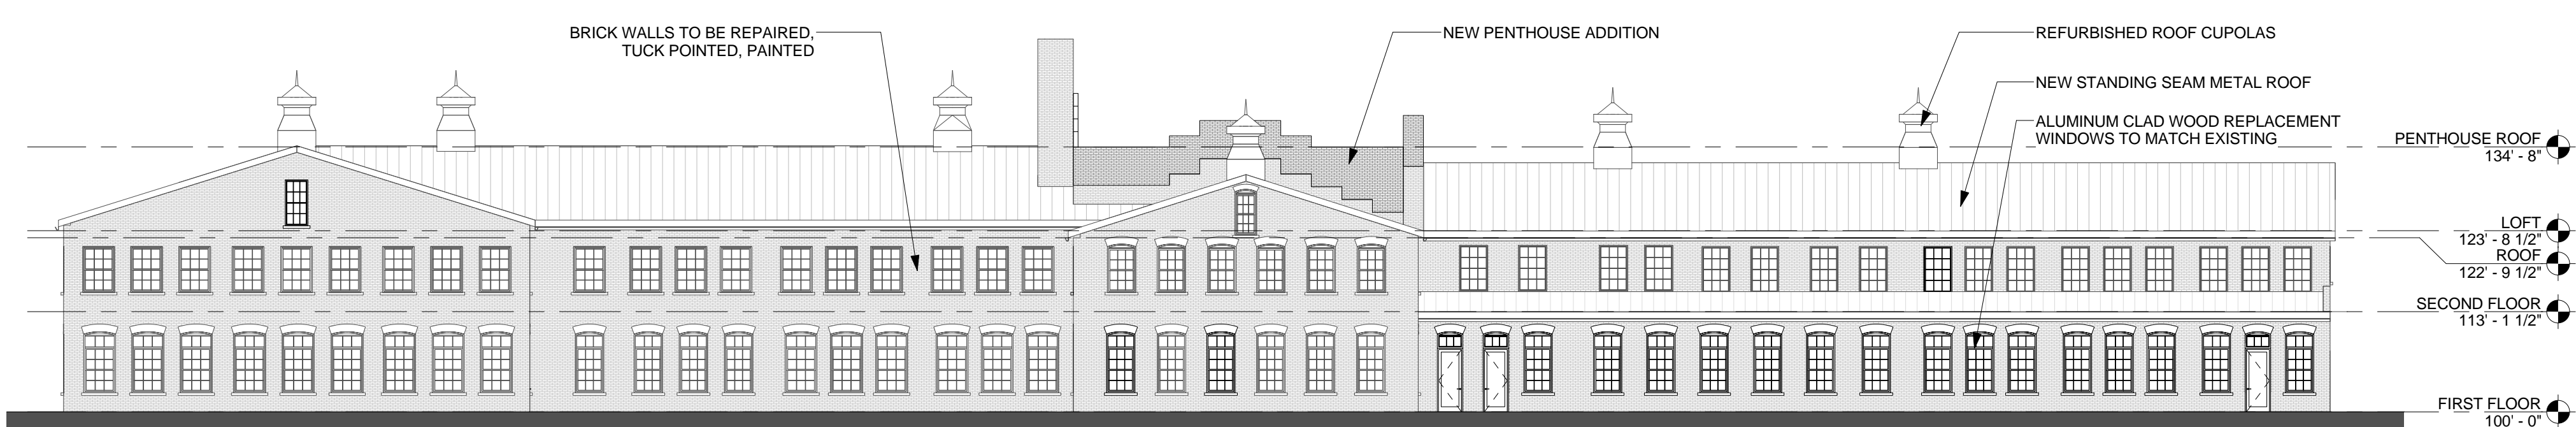 BRICK WALLS TO BE REPAIRED,
TUCK POINTED, PAINTED
NEW PENTHOUSE ADDITION
REFURBISHED ROOF CUPOLAS
NEW STANDING SEAM METAL ROOF
ALUMINUM CLAD WOOD REPLACEMENT
WINDOWS TO MATCH EXISTING
PENTHOUSE ROOF
134' - 8"
LOFT
123' - 8 1/2"
ROOF
122' - 9 1/2"
SECOND FLOOR
113' - 1 1/2"
FIRST FLOOR
100' - 0"